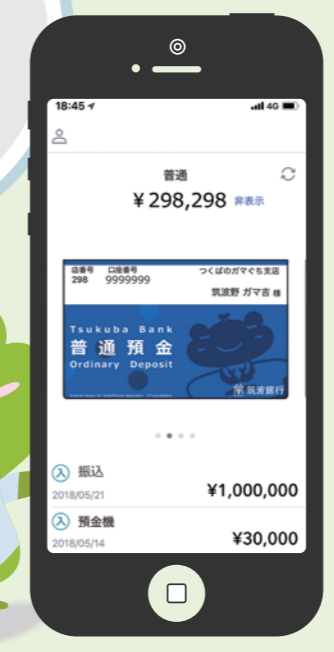 18:45 4G
普通
¥298,298 非表示
店番号 口座番号 つくばのガマぐち支店
298 9999999
筑波野 ガマ吉 様
Tsukuba Bank
普通預金
Ordinary Deposit
筑波銀行
入 振込
2018/05/21 ¥1,000,000
入 預金機
2018/05/14 ¥30,000